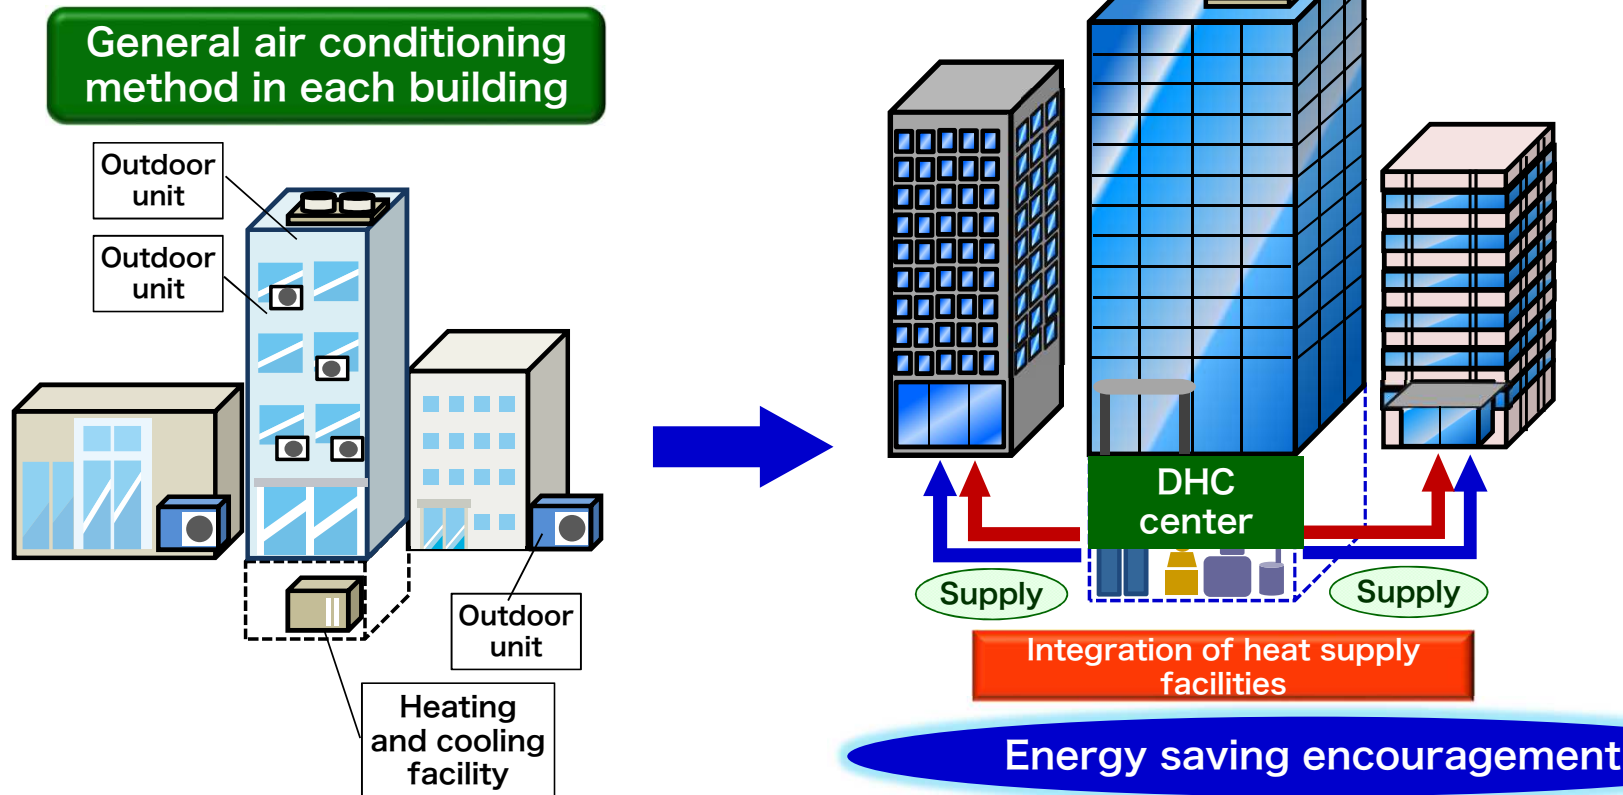 General air conditioning
method in each building
Outdoor
unit
Outdoor
unit
Outdoor
unit
Heating
and cooling
facility
DHC
center
Supply
Supply
Integration of heat supply
facilities
Energy saving encouragement